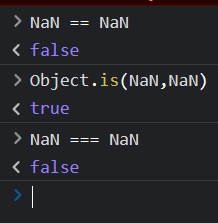 > NaN == NaN
< false
> Object.is(NaN,NaN)
< true
> NaN === NaN
< false
>